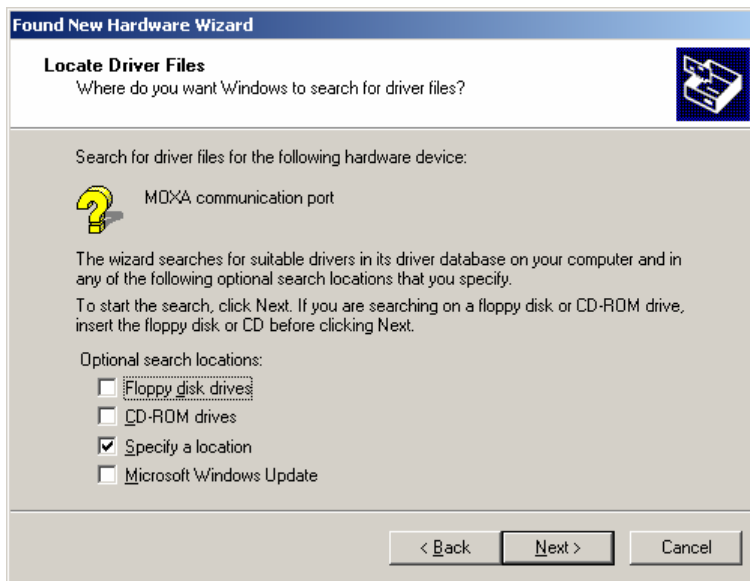 Found New Hardware Wizard
Locate Driver Files
Where do you want Windows to search for driver files?
Search for driver files for the following hardware device:
MOXA communication port
The wizard searches for suitable drivers in its driver database on your computer and in
any of the following optional search locations that you specify.
To start the search, click Next. If you are searching on a floppy disk or CD-ROM drive,
insert the floppy disk or CD before clicking Next.
Optional search locations:
Floppy disk drives
CD-ROM drives
Specify a location
Microsoft Windows Update
< Back Next > Cancel